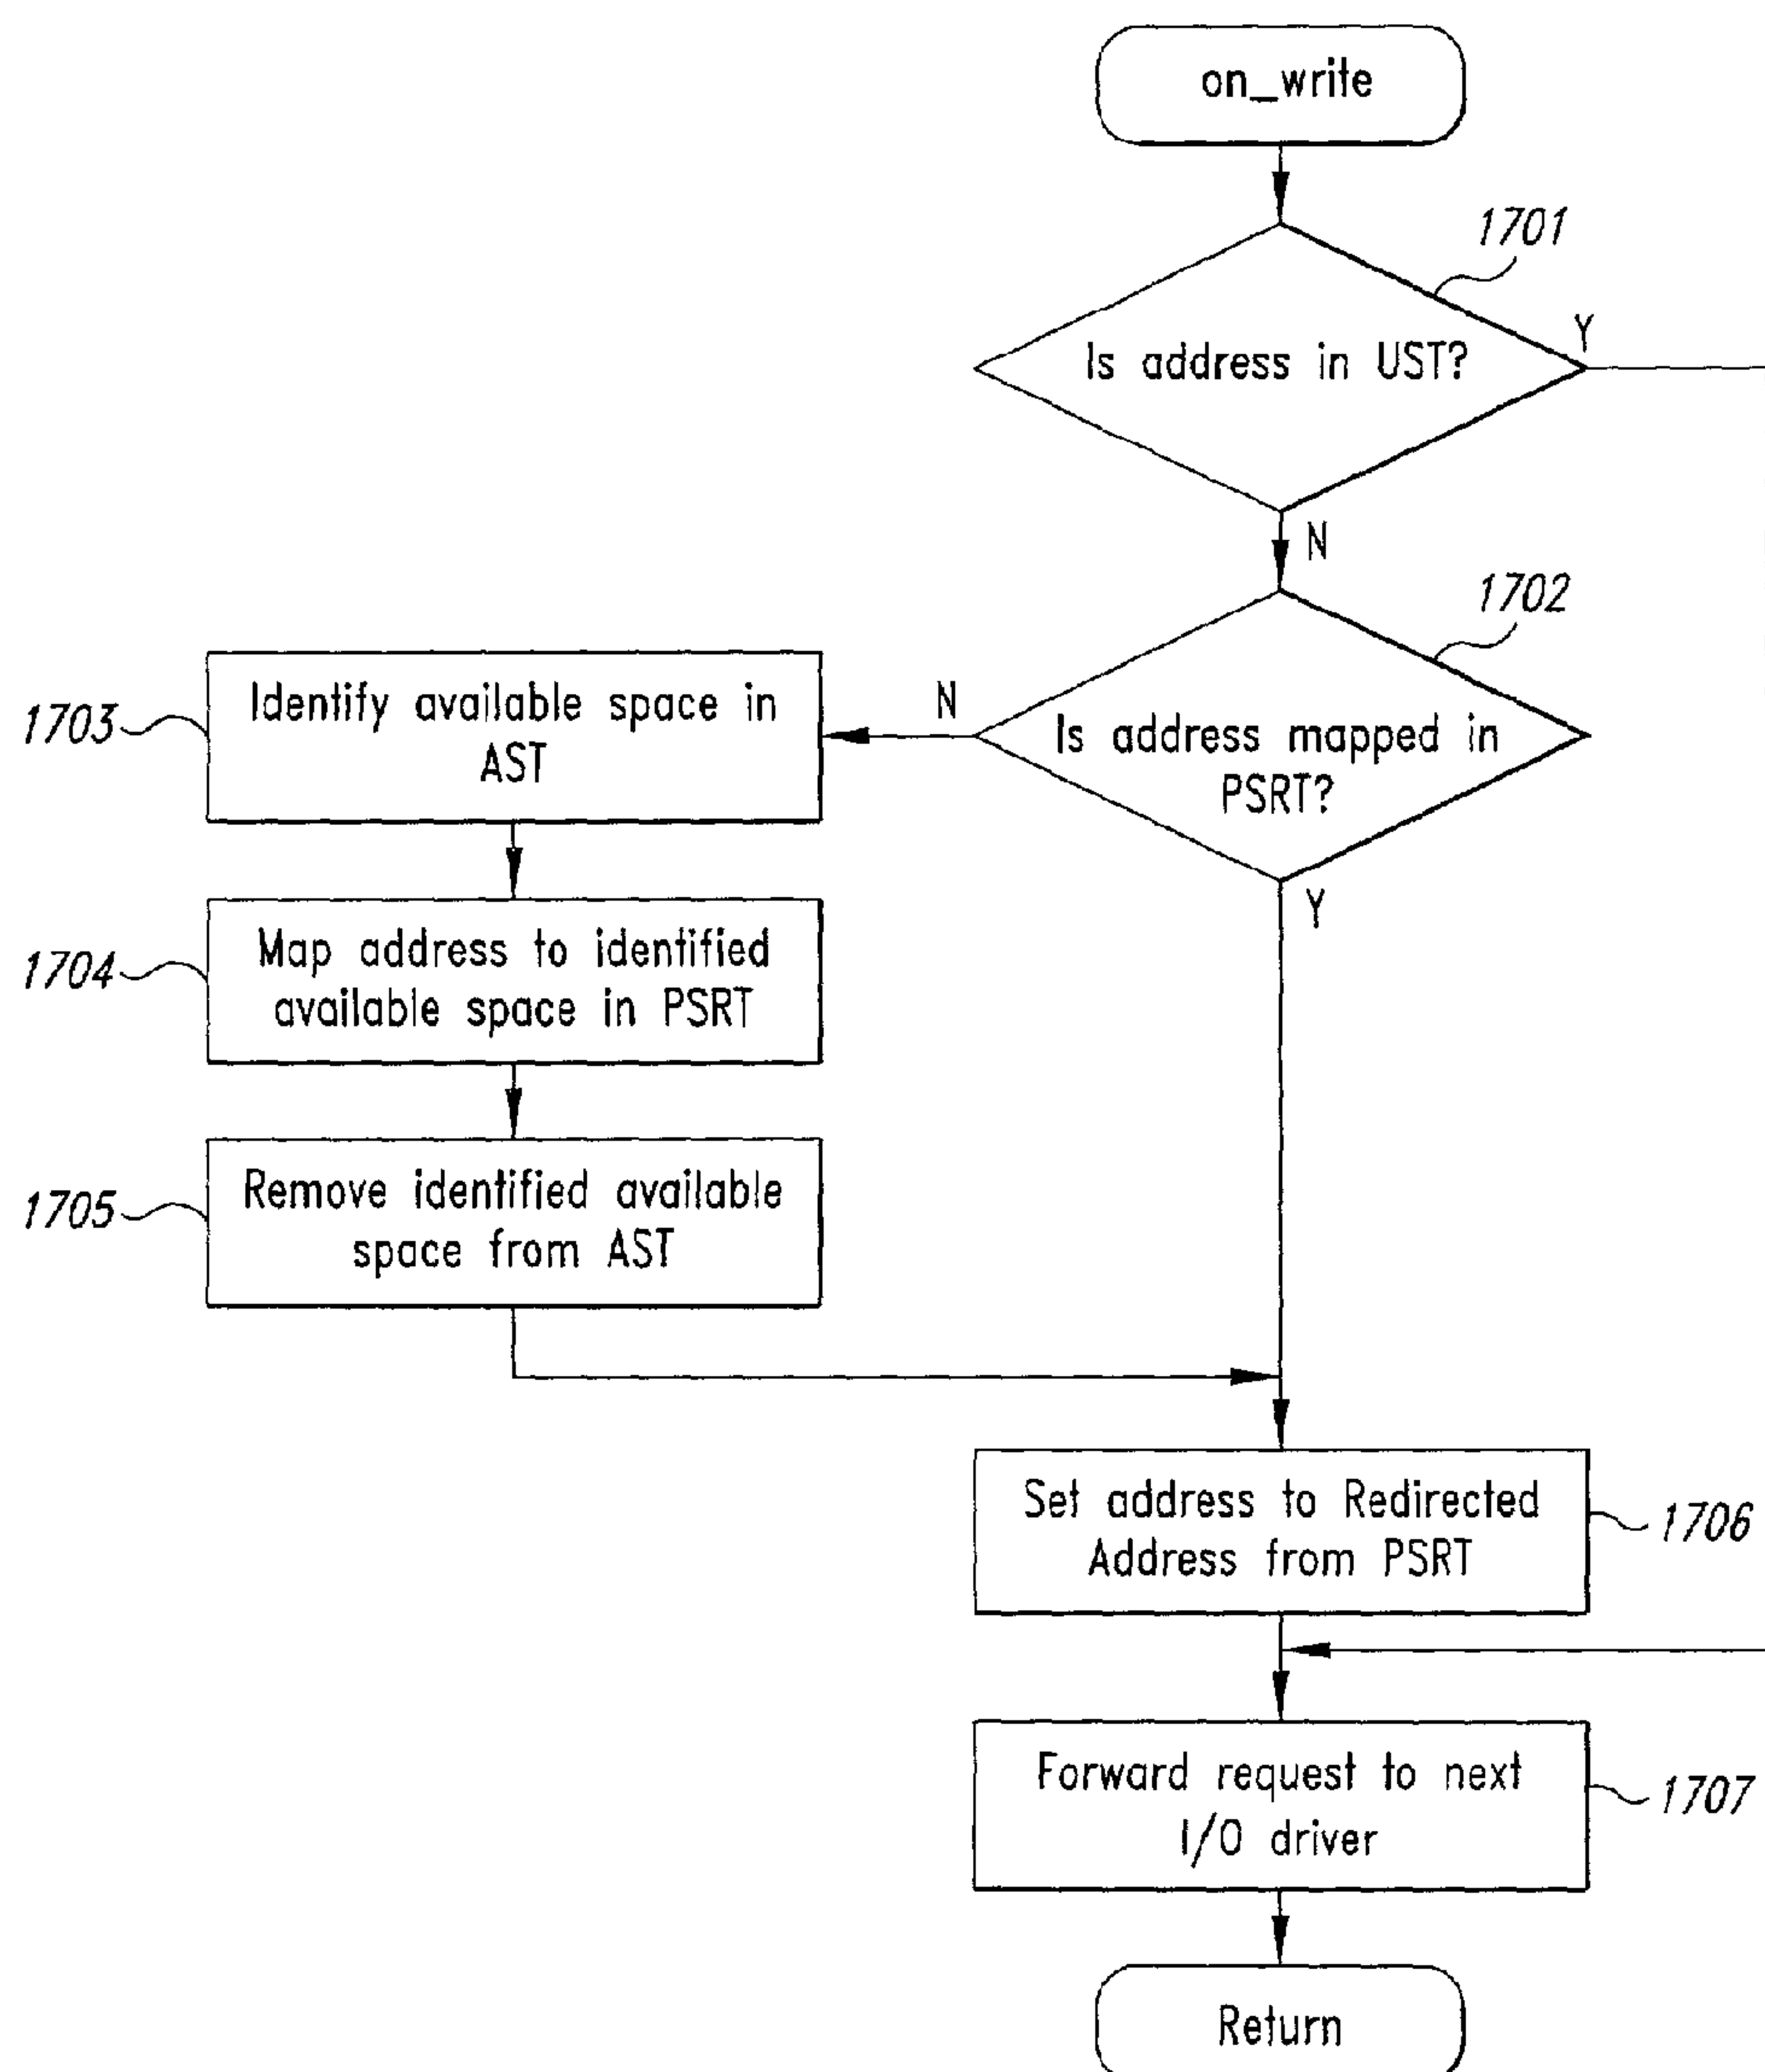 on_write
1701
Is address in UST?
Y
N
1702
Is address mapped in
PSRT?
N
Y
1703
Identify available space in
AST
1704
Map address to identified
available space in PSRT
1705
Remove identified available
space from AST
Set address to Redirected
Address from PSRT
1706
Forward request to next
I/O driver
1707
Return